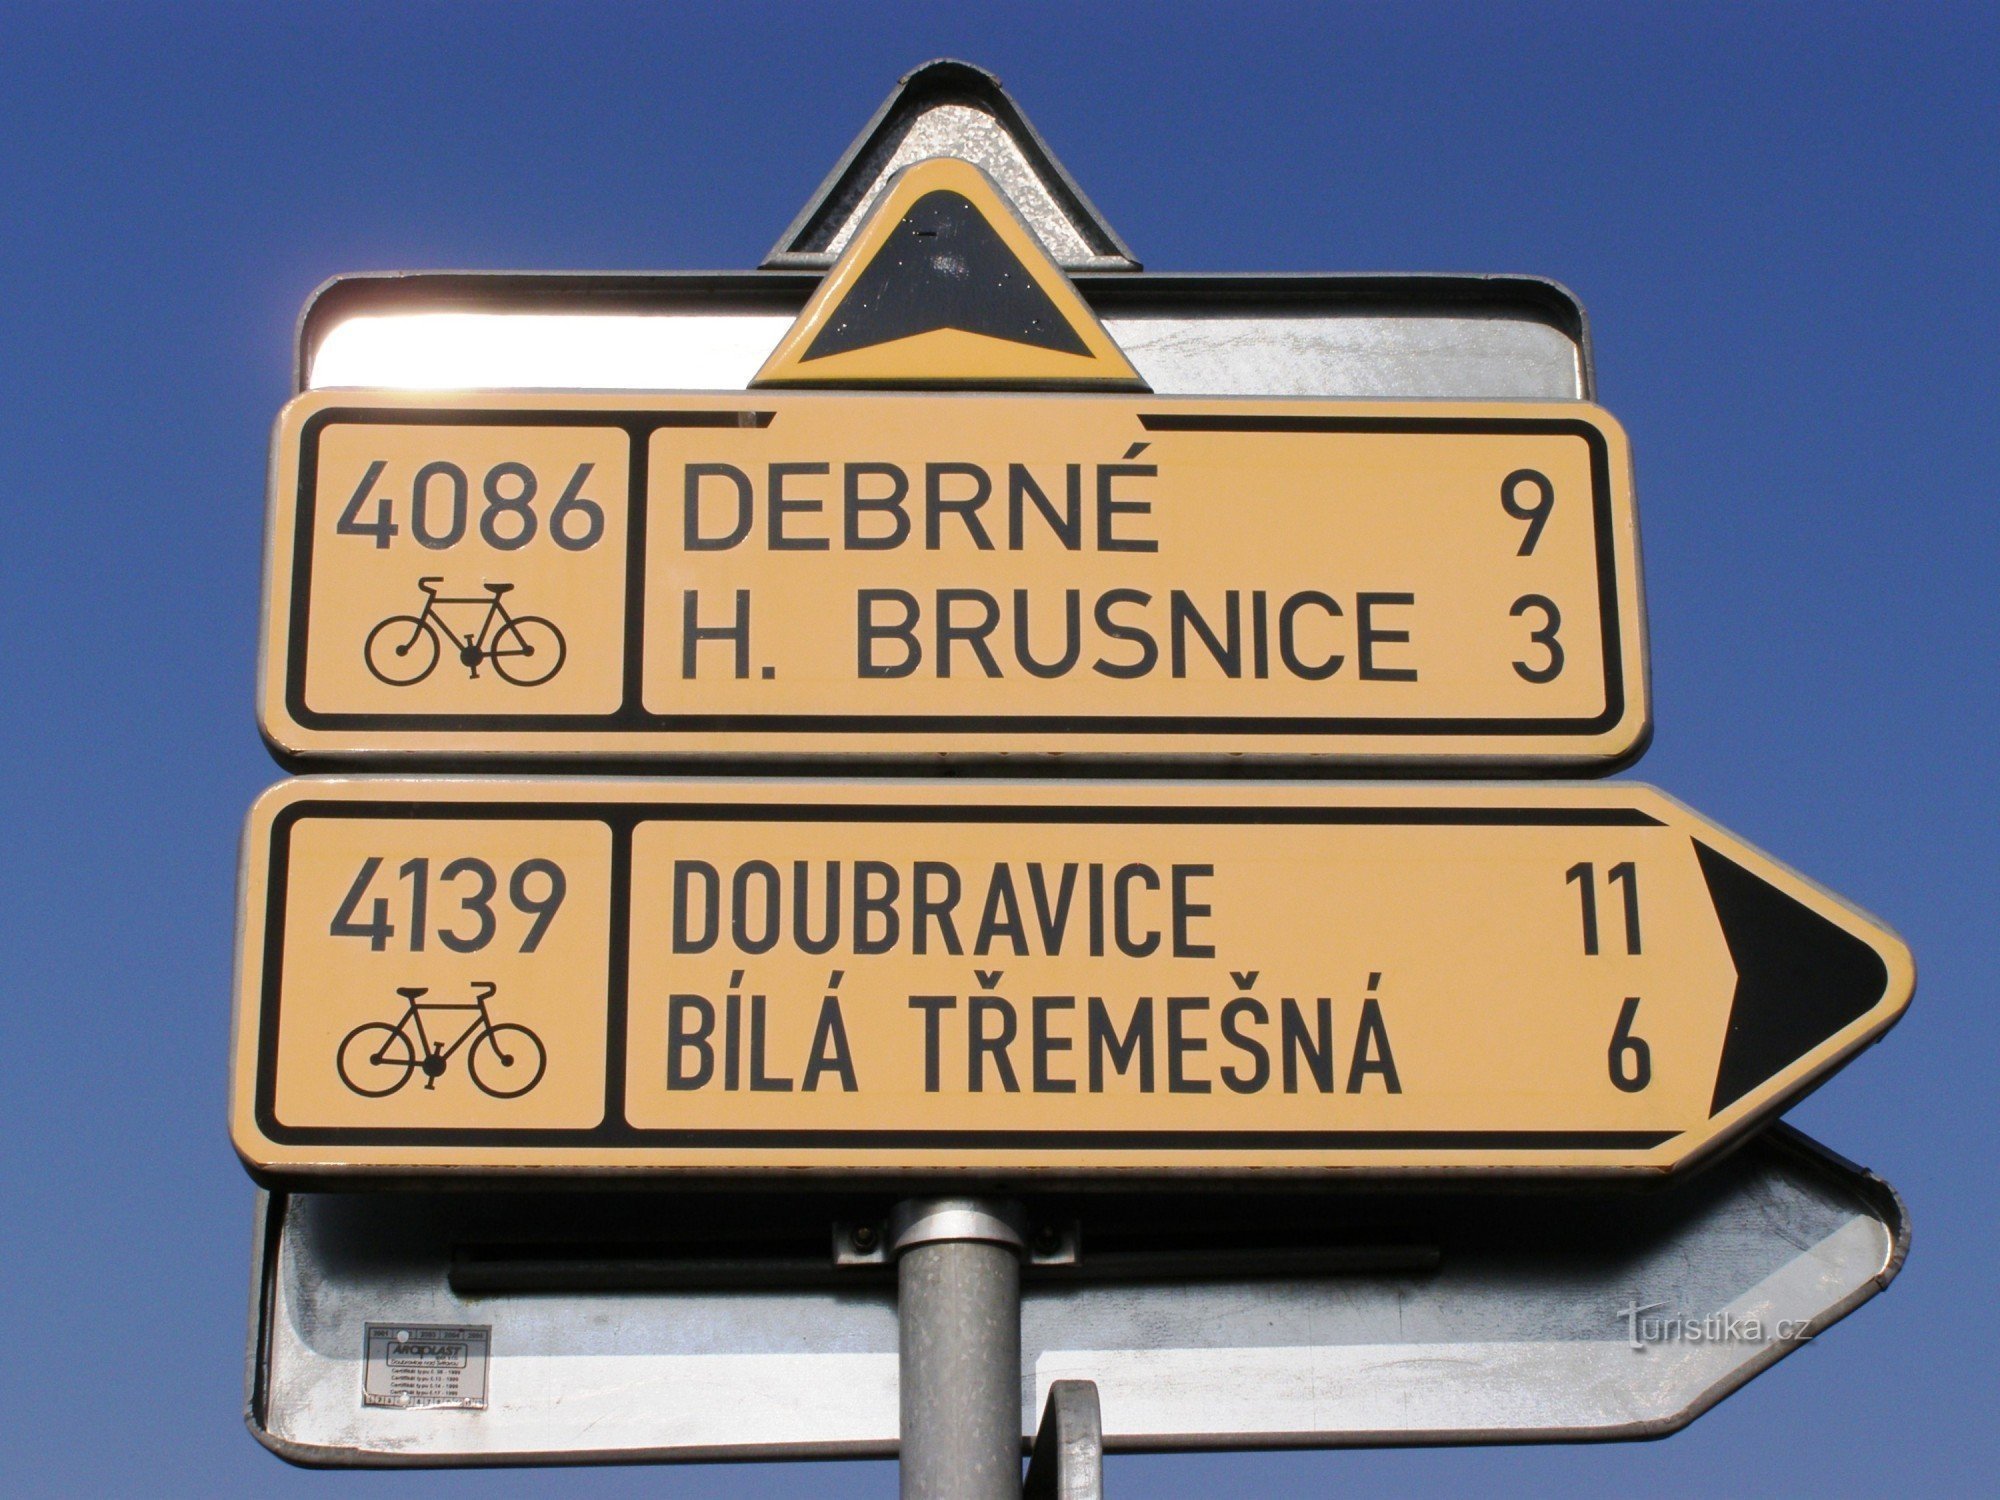 4086 DEBRNÉ 9
H. BRUSNICE 3
4139 DOUBRAVICE 11
BÍLÁ TŘEMEŠNÁ 6
Turistika.cz